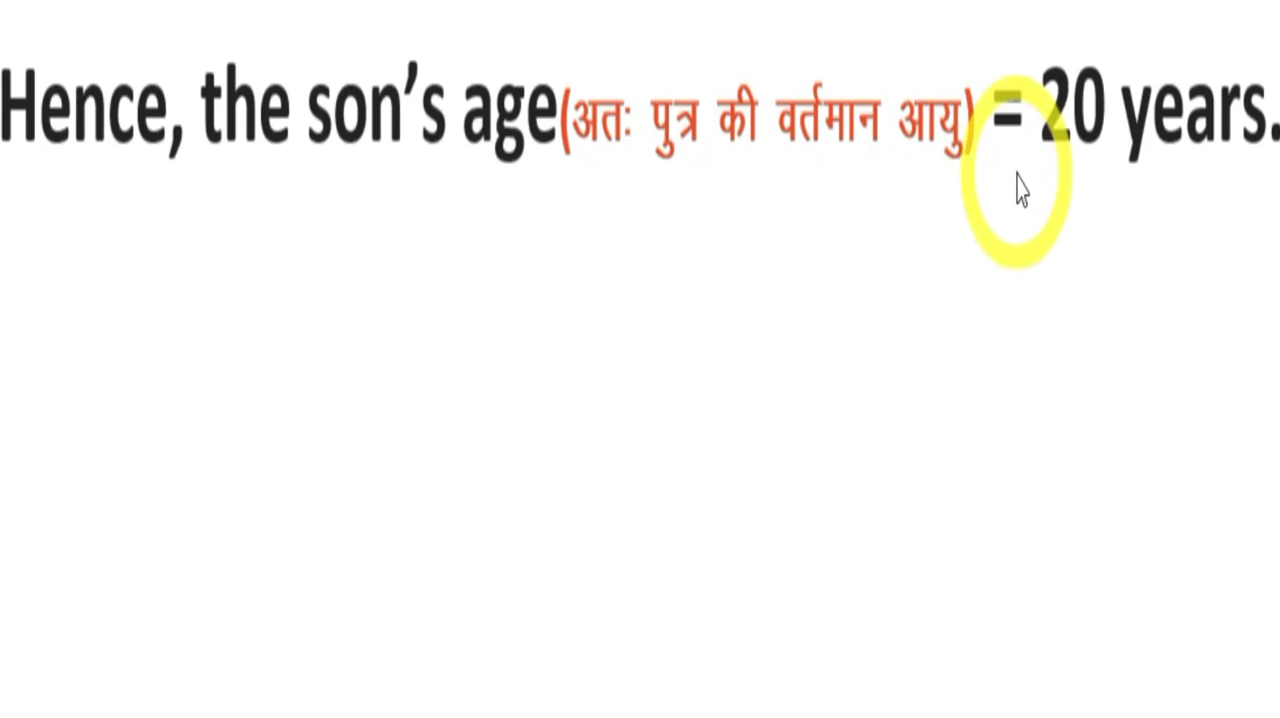 Hence, the son’s age(अतः पुत्र की वर्तमान आयु) = 20 years.